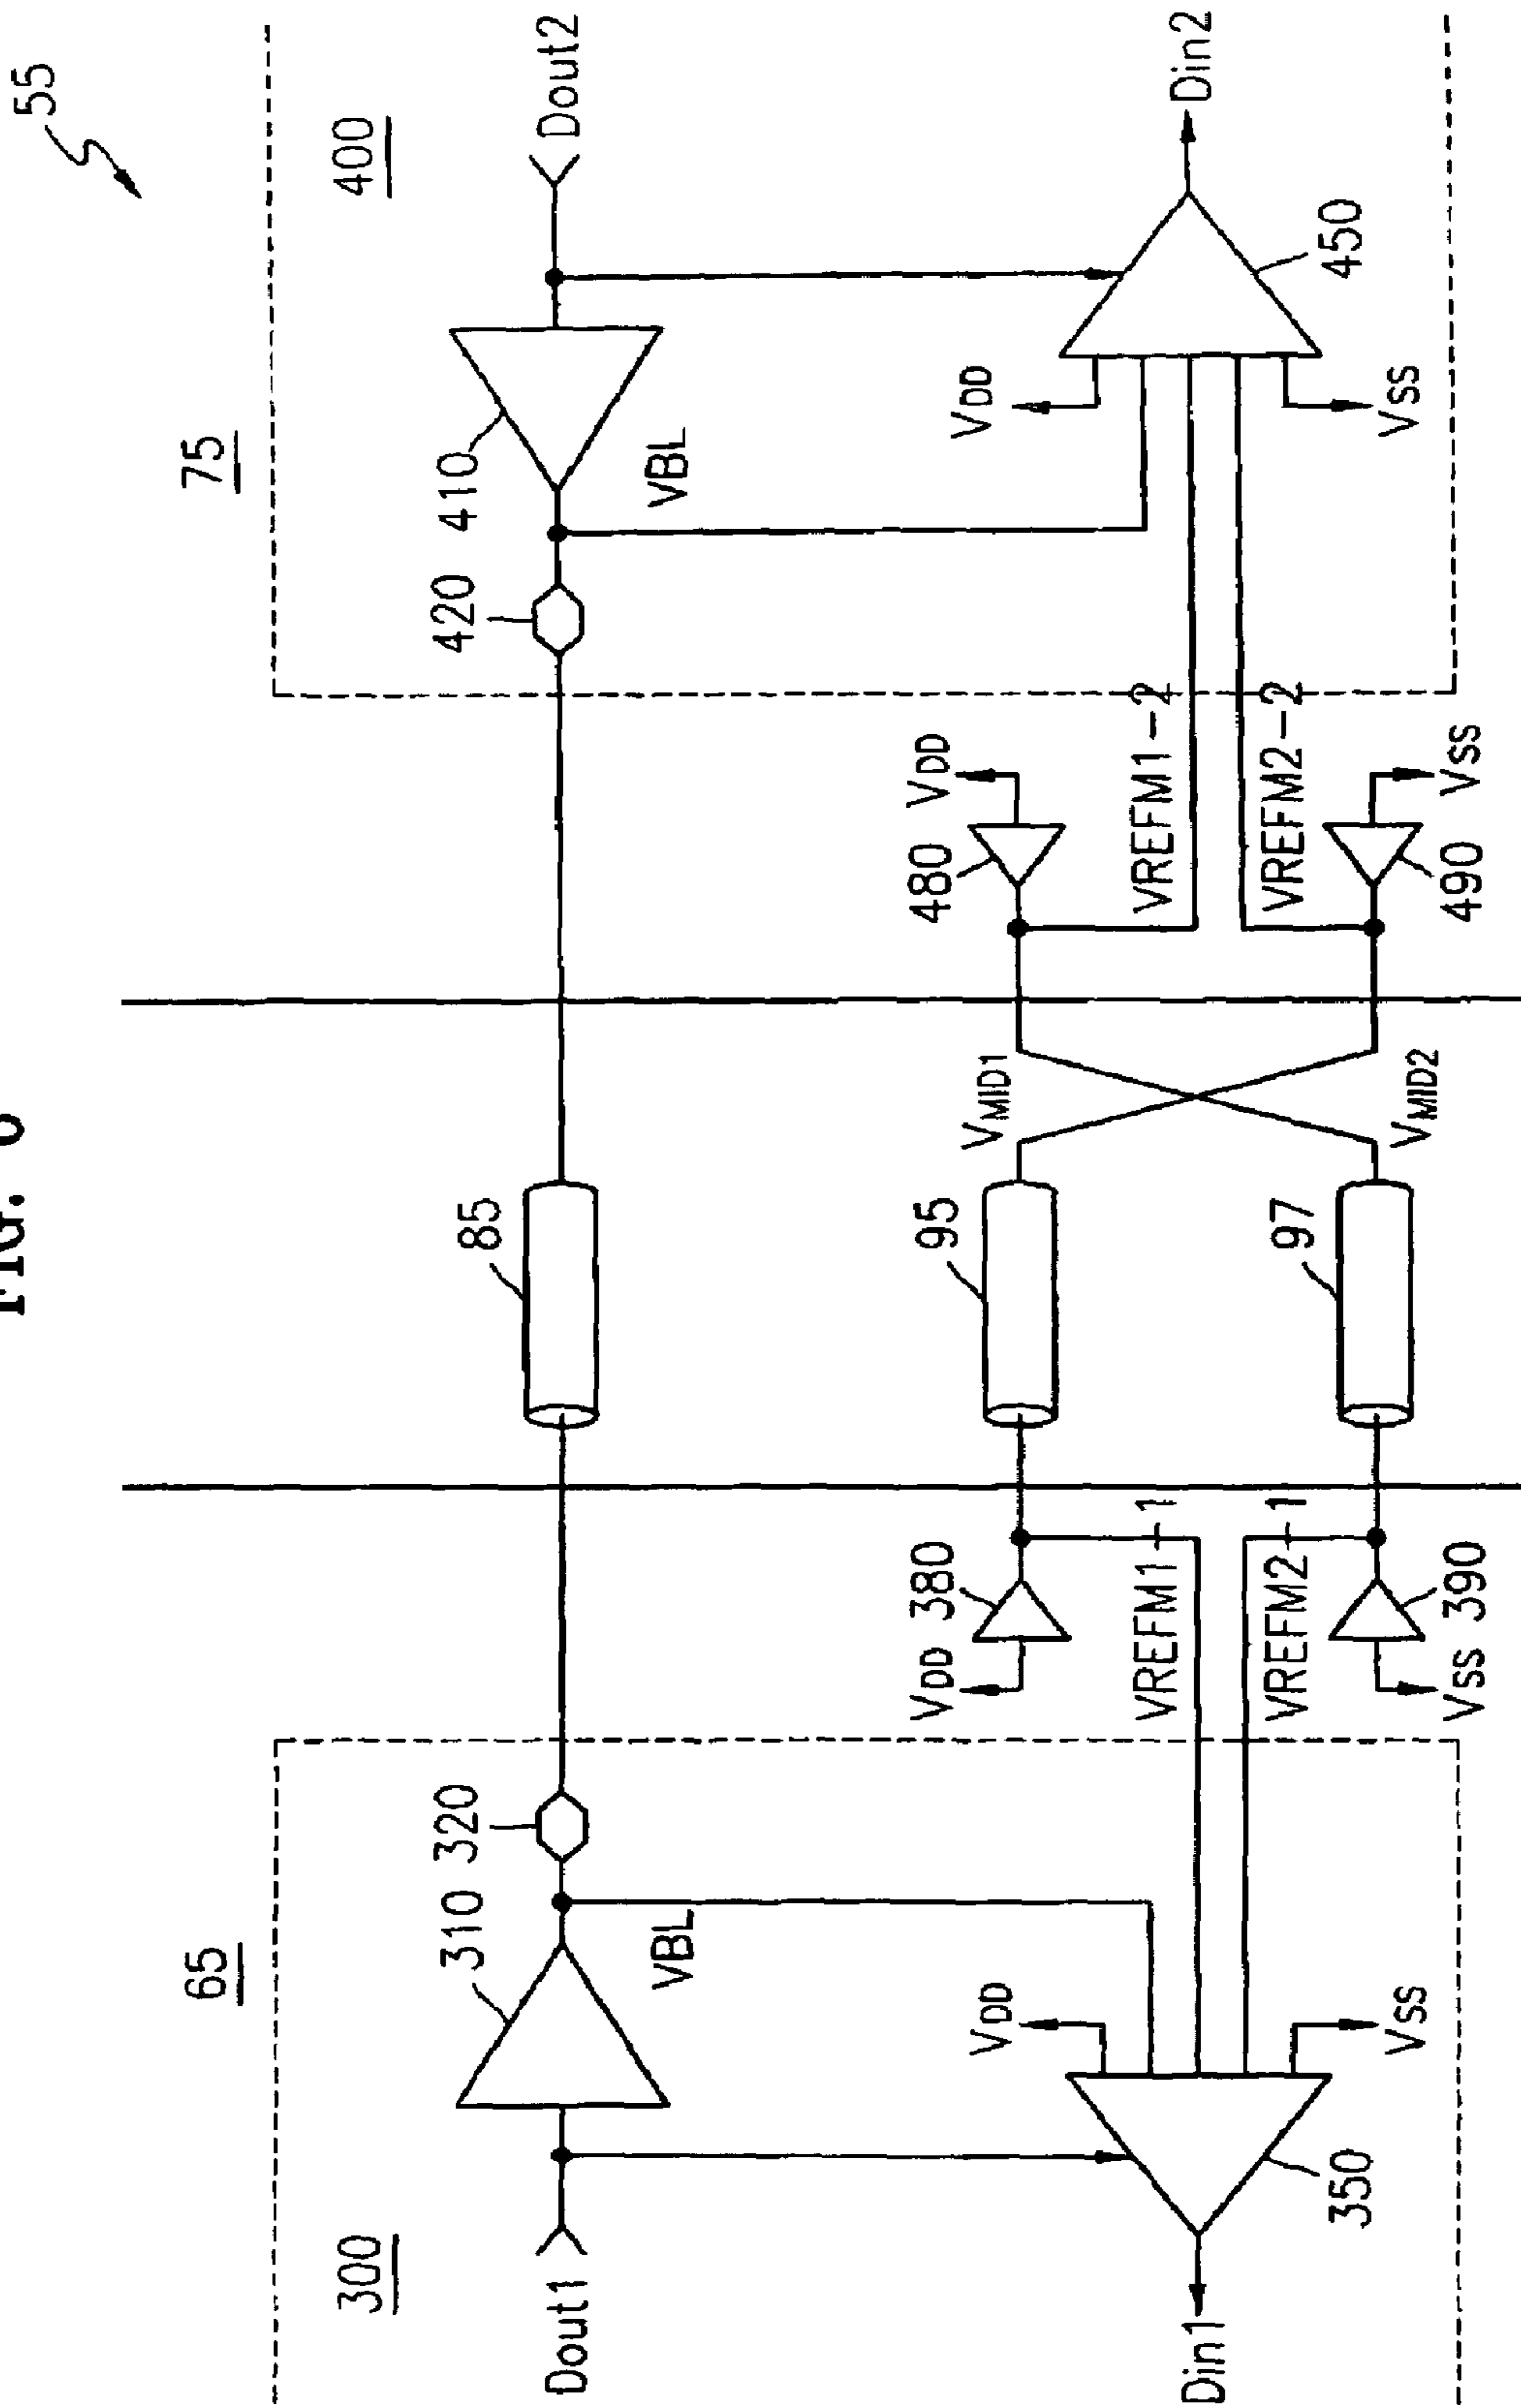 55
65
75
300
310
320
85
420
410
400
Dout1
VBL
VBL
Dout2
VDD
VDD 380
95
VMID1
480
VDD
VDD
Din1
VREFM1-1
VREFM1-2
Din2
VREFM2-1
97
VREFM2-2
350
VSS
VSS 390
VMID2
490
VSS
VSS
450